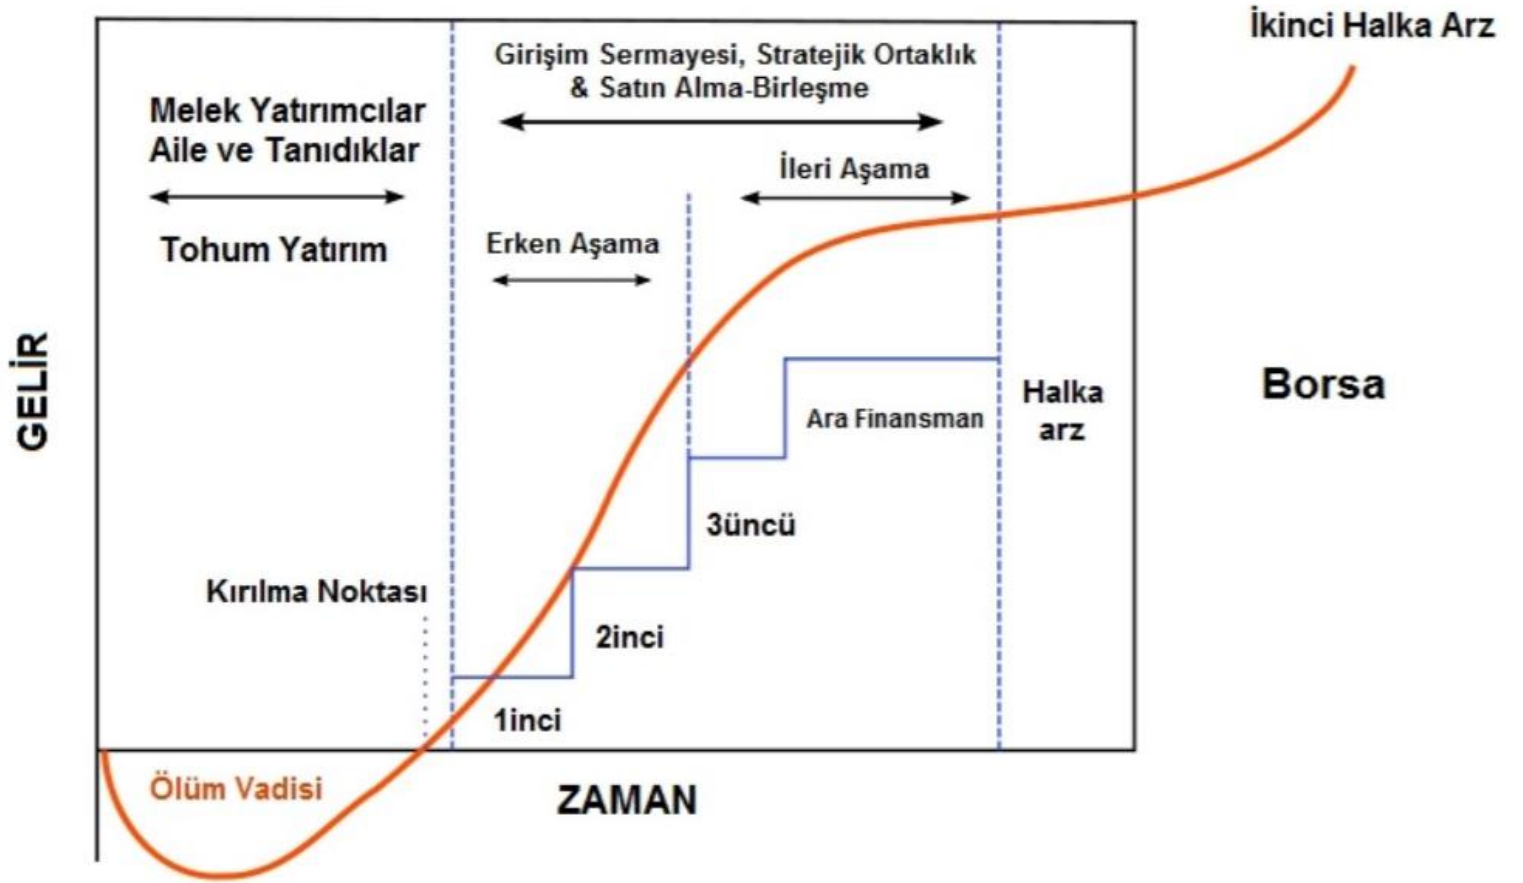 İkinci Halka Arz
Girişim Sermayesi, Stratejik Ortaklık
& Satın Alma-Birleşme
Melek Yatırımcılar
Aile ve Tanıdıklar
İleri Aşama
Tohum Yatırım
Erken Aşama
GELİR
Borsa
Halka
arz
Ara Finansman
3üncü
Kırılma Noktası
2inci
1inci
Ölüm Vadisi
ZAMAN